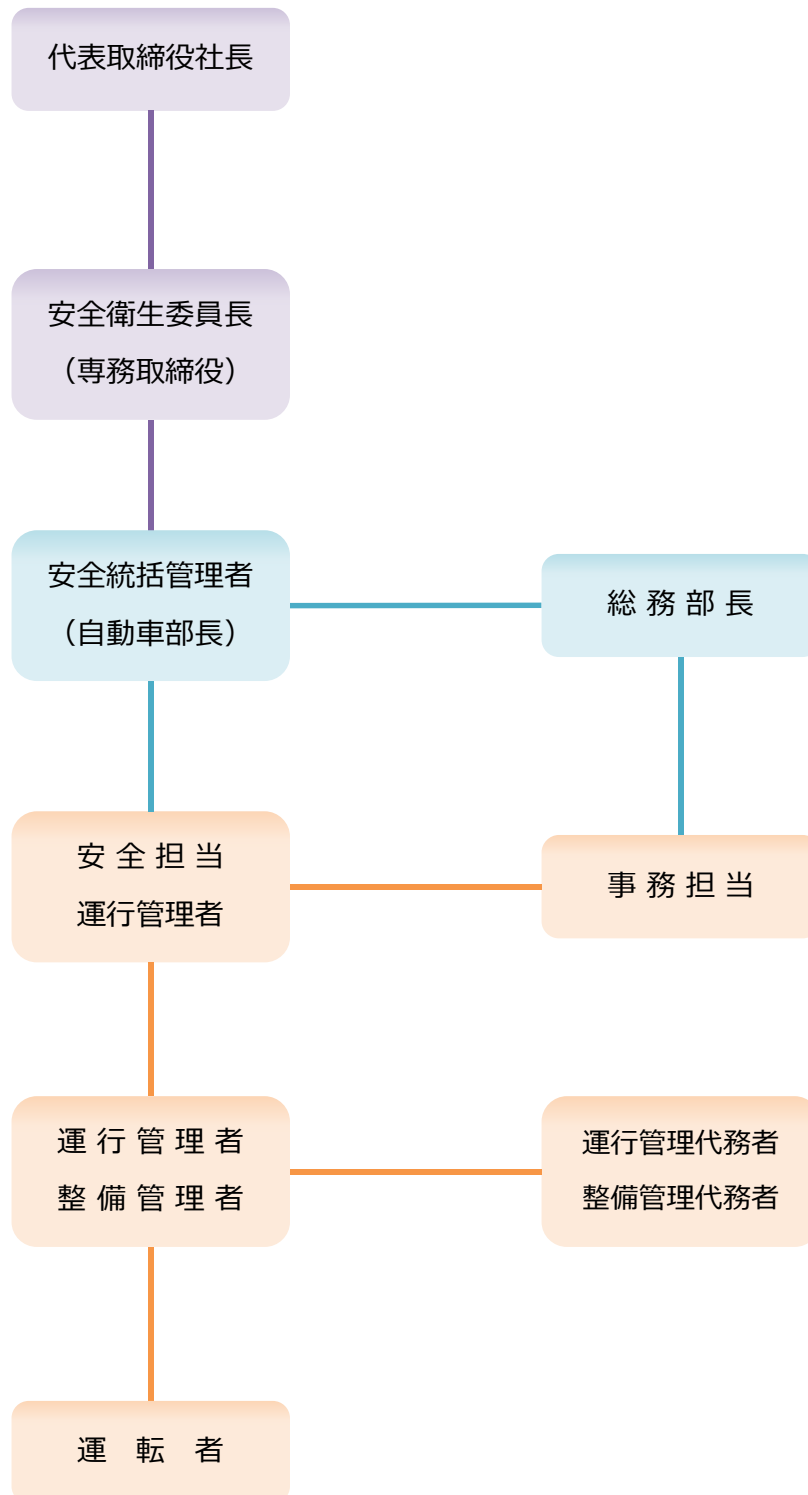 代表取締役社長
安全衛生委員長
（専務取締役）
安全統括管理者
（自動車部長）
総 務 部 長
安 全 担 当
運行管理者
事 務 担 当
運 行 管 理 者
整 備 管 理 者
運行管理代務者
整備管理代務者
運　転　者